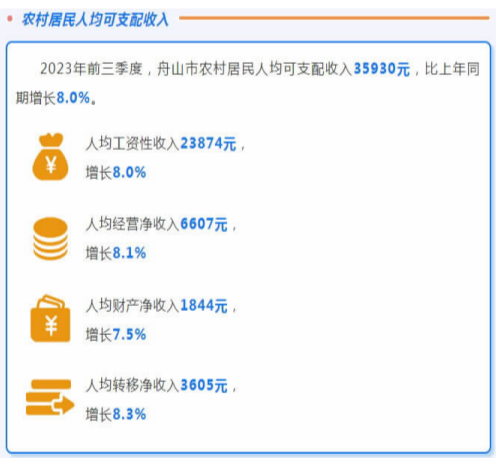 农村居民人均可支配收入
2023年前三季度，舟山市农村居民人均可支配收入35930元，比上年同
期增长8.0%。
人均工资性收入23874元，
增长8.0%
人均经营净收入6607元，
增长8.1%
人均财产净收入1844元，
增长7.5%
人均转移净收入3605元，
增长8.3%